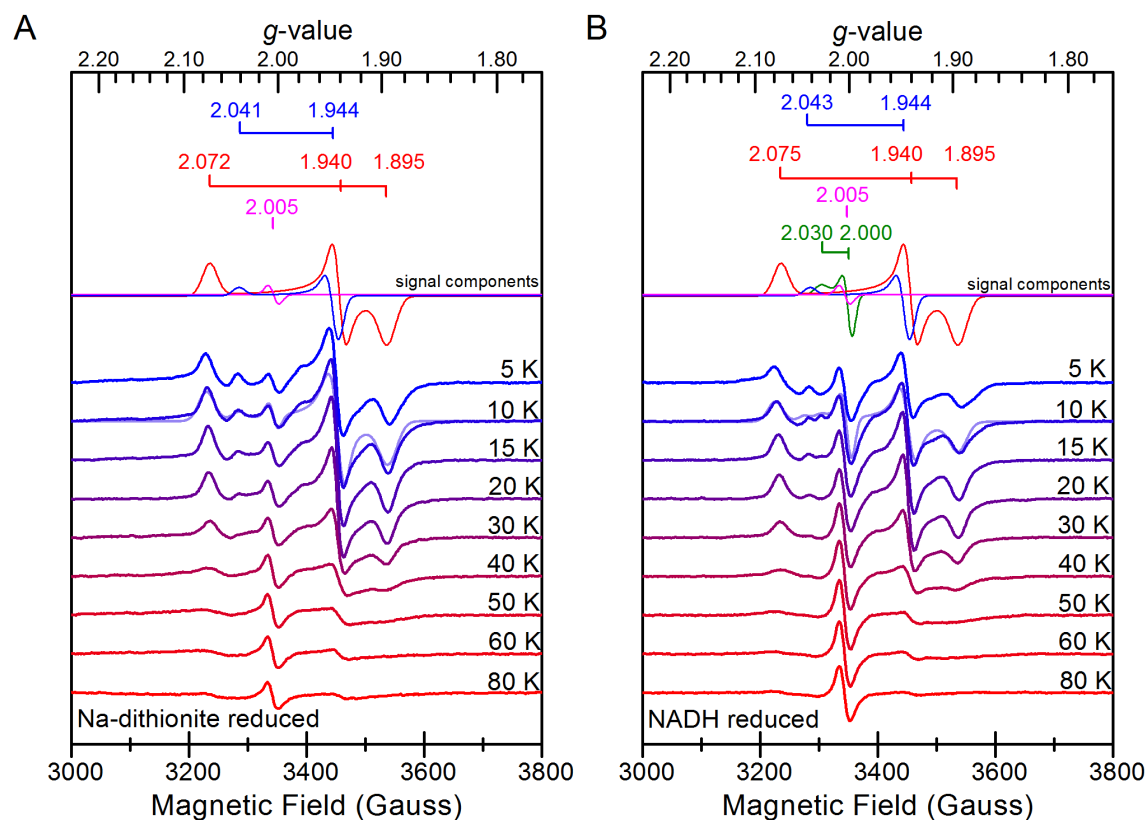 A
g-value
2.20 2.10 2.00 1.90 1.80
2.041 1.944
2.072 1.940 1.895
2.005
signal components
5 K
10 K
15 K
20 K
30 K
40 K
50 K
60 K
80 K
Na-dithionite reduced
3000 3200 3400 3600 3800
Magnetic Field (Gauss)
B
g-value
2.20 2.10 2.00 1.90 1.80
2.043 1.944
2.075 1.940 1.895
2.005
2.030 2.000
signal components
5 K
10 K
15 K
20 K
30 K
40 K
50 K
60 K
80 K
NADH reduced
3000 3200 3400 3600 3800
Magnetic Field (Gauss)